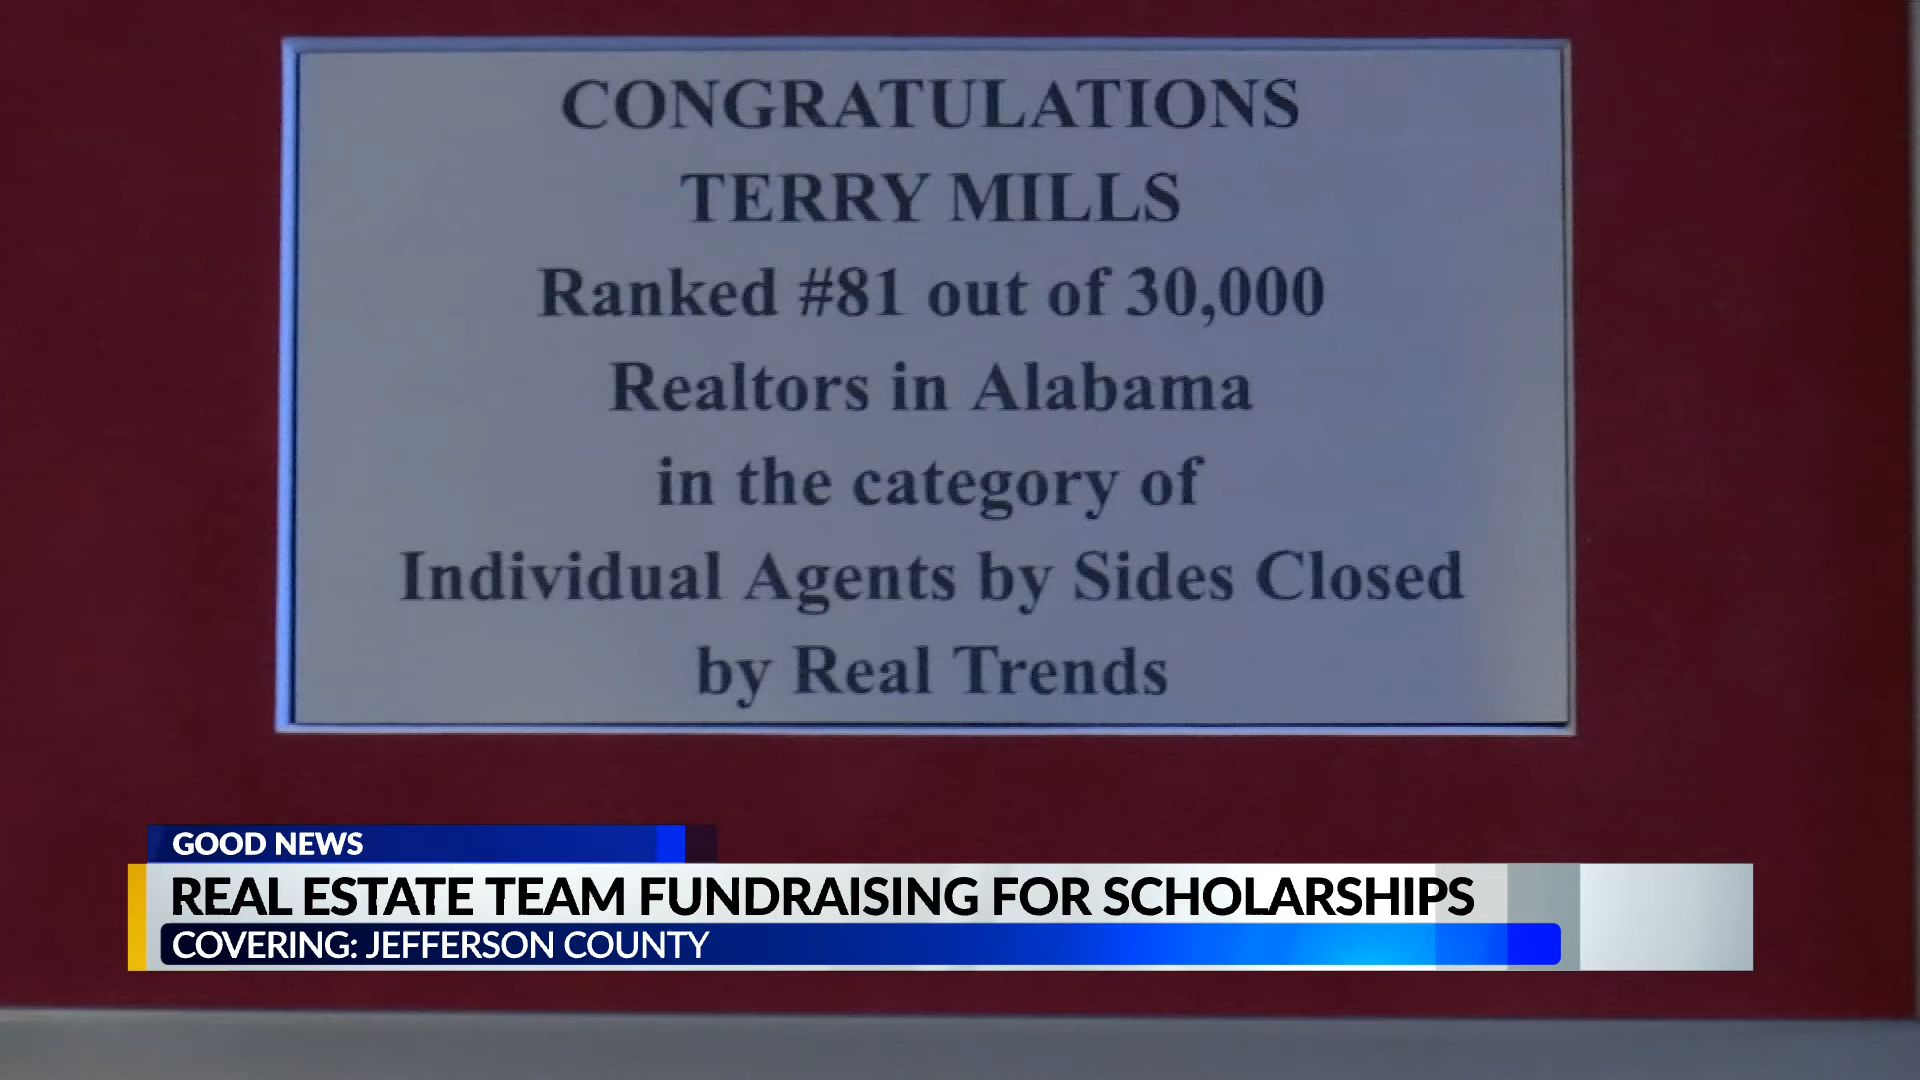 CONGRATULATIONS
TERRY MILLS
Ranked #81 out of 30,000
Realtors in Alabama
in the category of
Individual Agents by Sides Closed
by Real Trends
GOOD NEWS
REAL ESTATE TEAM FUNDRAISING FOR SCHOLARSHIPS
COVERING: JEFFERSON COUNTY